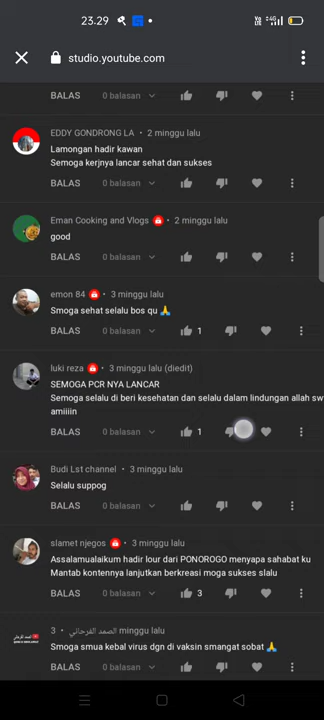 23.29
studio.youtube.com
BALAS 0 balasan
EDDY GONDRONG LA • 2 minggu lalu
Lamongan hadir kawan
Semoga kerjnya lancar sehat dan sukses
BALAS 0 balasan
Eman Cooking and Vlogs • 2 minggu lalu
good
BALAS 0 balasan
emon 84 • 3 minggu lalu
Smoga sehat selalu bos qu 🙏
BALAS 0 balasan 1
luki reza • 3 minggu lalu (diedit)
SEMOGA PCR NYA LANCAR
Semoga selalu di beri kesehatan dan selalu dalam lindungan allah sw
amiiiin
BALAS 0 balasan 1
Budi Lst channel • 3 minggu lalu
Selalu suppog
BALAS 0 balasan
slamet njegos • 3 minggu lalu
Assalamualaikum hadir lour dari PONOROGO menyapa sahabat ku
Mantab kontennya lanjutkan berkreasi moga sukses slalu
BALAS 0 balasan 3
3 • الصمد الفرحاني minggu lalu
Smoga smua kebal virus dgn di vaksin smangat sobat 🙏
BALAS 0 balasan